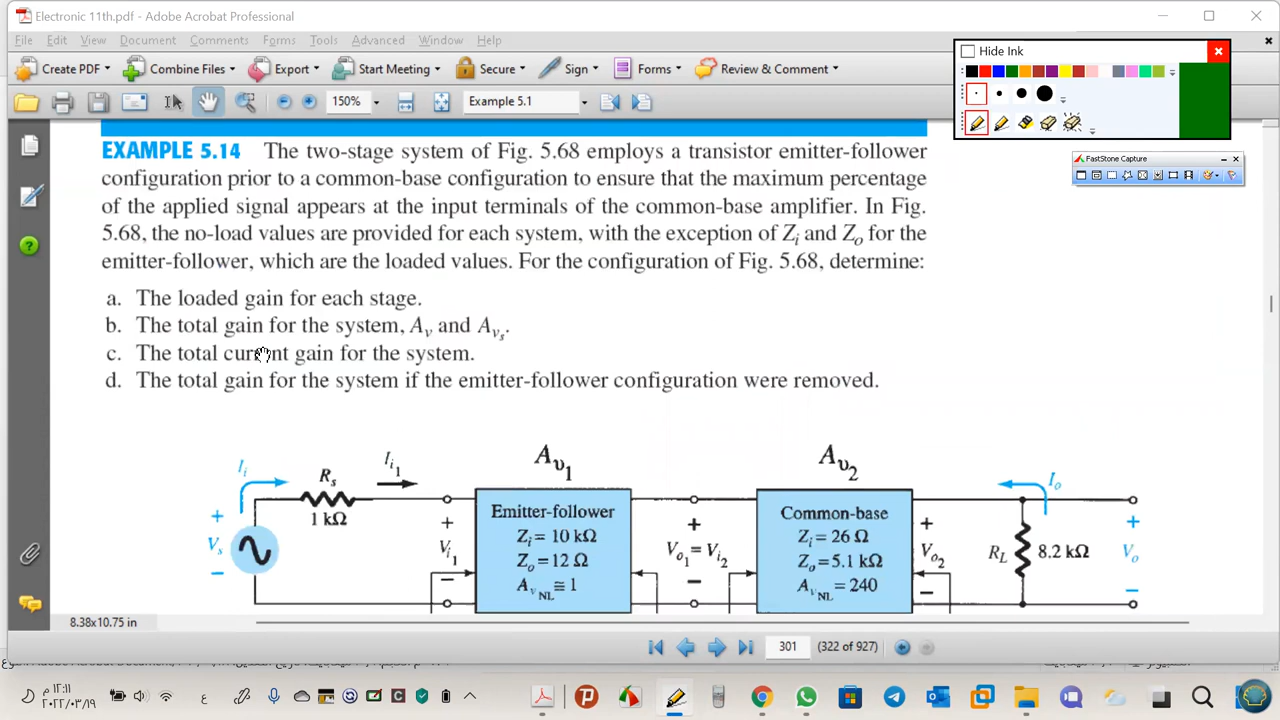 Electronic 11th.pdf - Adobe Acrobat Professional
File Edit View Document Comments Forms Tools Advanced Window Help
Hide Ink
Create PDF Combine Files Export Start Meeting Secure Sign Forms Review & Comment
150% Example 5.1
FastStone Capture
EXAMPLE 5.14 The two-stage system of Fig. 5.68 employs a transistor emitter-follower
configuration prior to a common-base configuration to ensure that the maximum percentage
of the applied signal appears at the input terminals of the common-base amplifier. In Fig.
5.68, the no-load values are provided for each system, with the exception of Zi and Zo for the
emitter-follower, which are the loaded values. For the configuration of Fig. 5.68, determine:
a. The loaded gain for each stage.
b. The total gain for the system, Av and Avs.
c. The total current gain for the system.
d. The total gain for the system if the emitter-follower configuration were removed.
Av1 Av2
Ii Rs Ii1 Io
1 kΩ
Emitter-follower Common-base
+ + + + +
Zi = 10 kΩ Zi = 26 Ω
Vs Vi1 Zo = 12 Ω Vo1 = Vi2 Zo = 5.1 kΩ Vo2 RL 8.2 kΩ Vo
− − − − −
AvNL ≅ 1 AvNL = 240
8.38x10.75 in
301 (322 of 927)
١٢:١١ م
٢٠٢٢/٠٣/١٩
ع